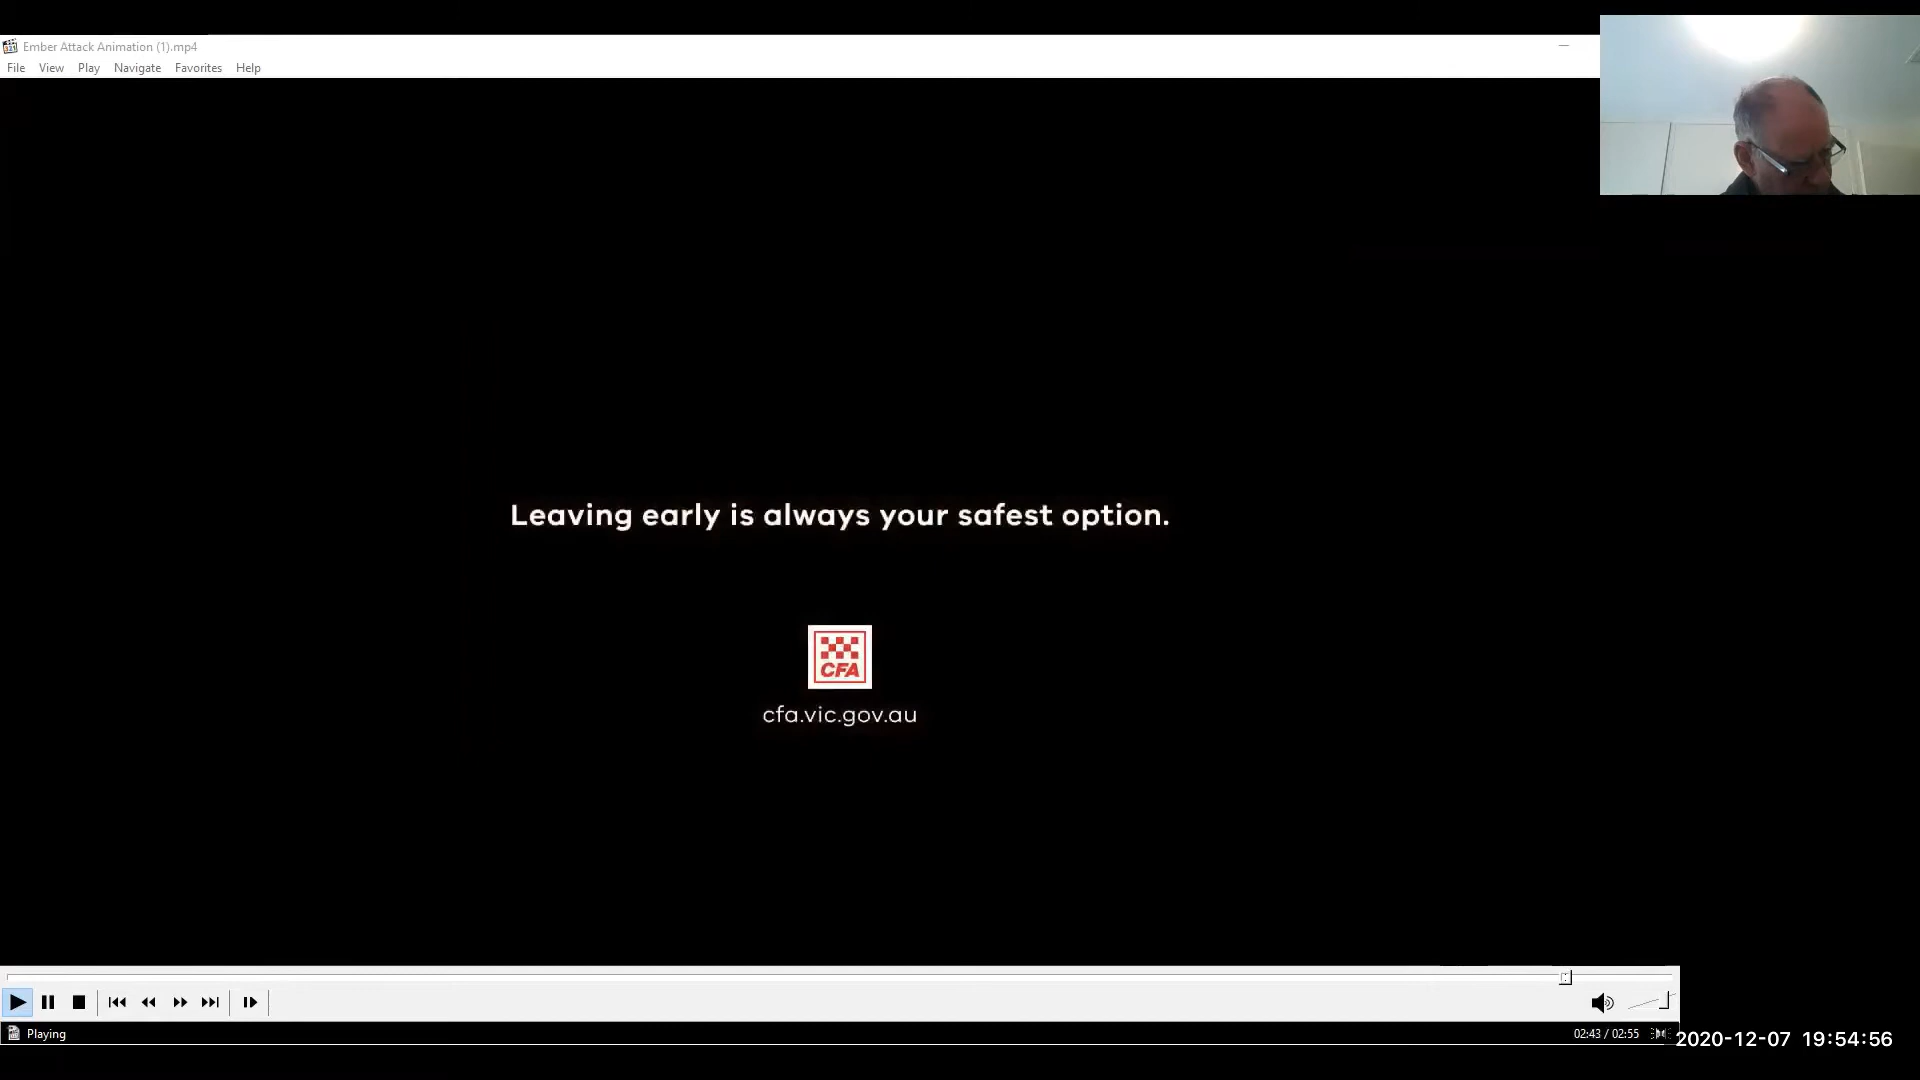 Ember Attack Animation (1).mp4
File View Play Navigate Favorites Help
Leaving early is always your safest option.
CFA
cfa.vic.gov.au
Playing
02:43 / 02:55
2020-12-07 19:54:56